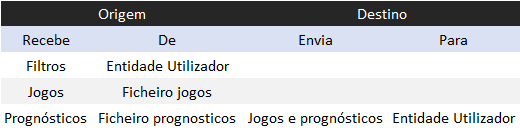 Origem Destino
Recebe De Envia Para
Filtros Entidade Utilizador
Jogos Ficheiro jogos
Prognósticos Ficheiro prognosticos Jogos e prognósticos Entidade Utilizador